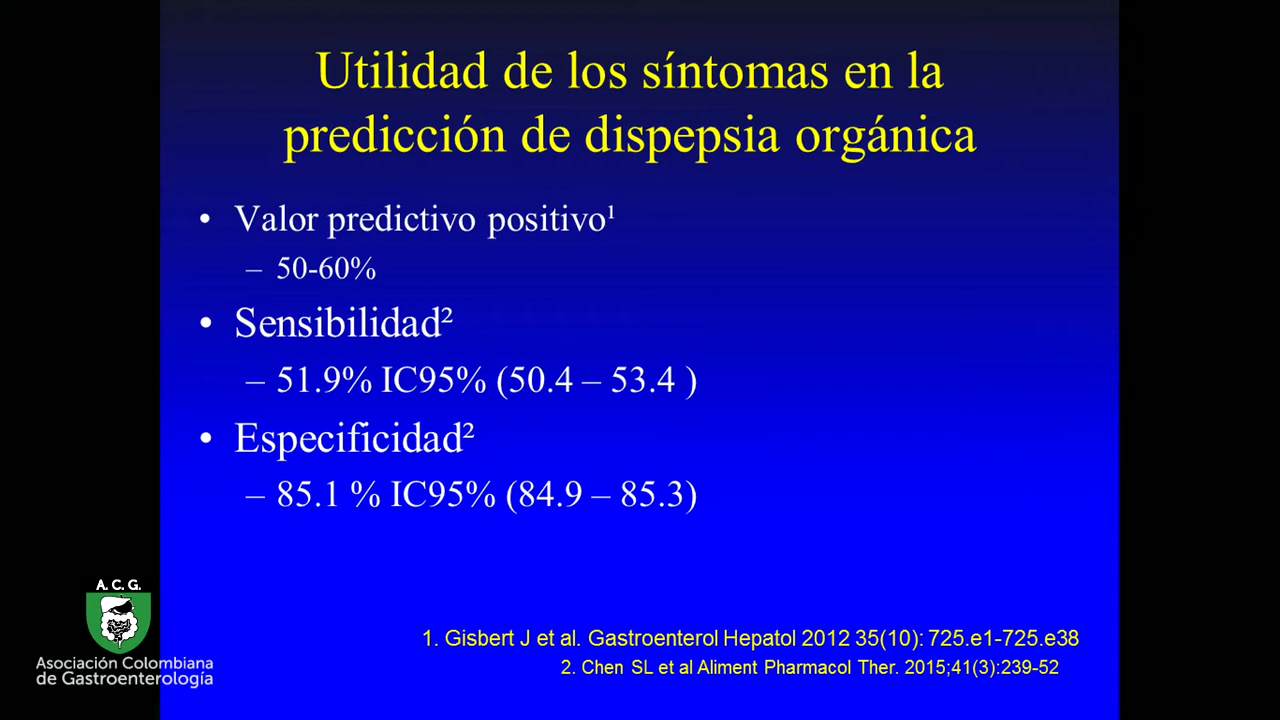 Utilidad de los síntomas en la
predicción de dispepsia orgánica
• Valor predictivo positivo¹
– 50-60%
• Sensibilidad²
– 51.9% IC95% (50.4 – 53.4 )
• Especificidad²
– 85.1 % IC95% (84.9 – 85.3)
1. Gisbert J et al. Gastroenterol Hepatol 2012 35(10): 725.e1-725.e38
2. Chen SL et al Aliment Pharmacol Ther. 2015;41(3):239-52
A. C. G.
Asociación Colombiana
de Gastroenterología